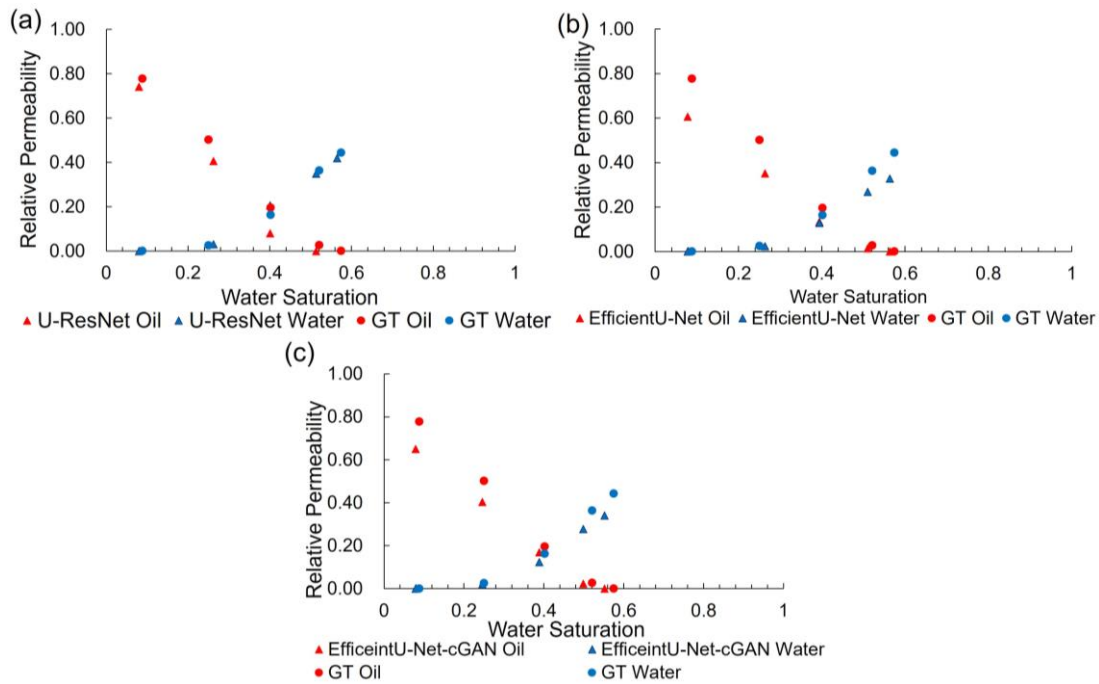 (a)
1.00
0.80
0.60
0.40
0.20
0.00
Relative Permeability
0 0.2 0.4 0.6 0.8 1
Water Saturation
U-ResNet Oil U-ResNet Water GT Oil GT Water
(b)
1.00
0.80
0.60
0.40
0.20
0.00
Relative Permeability
0 0.2 0.4 0.6 0.8 1
Water Saturation
EfficientU-Net Oil EfficientU-Net Water GT Oil GT Water
(c)
1.00
0.80
0.60
0.40
0.20
0.00
Relative Permeability
0 0.2 0.4 0.6 0.8 1
Water Saturation
EfficeintU-Net-cGAN Oil EfficeintU-Net-cGAN Water
GT Oil GT Water